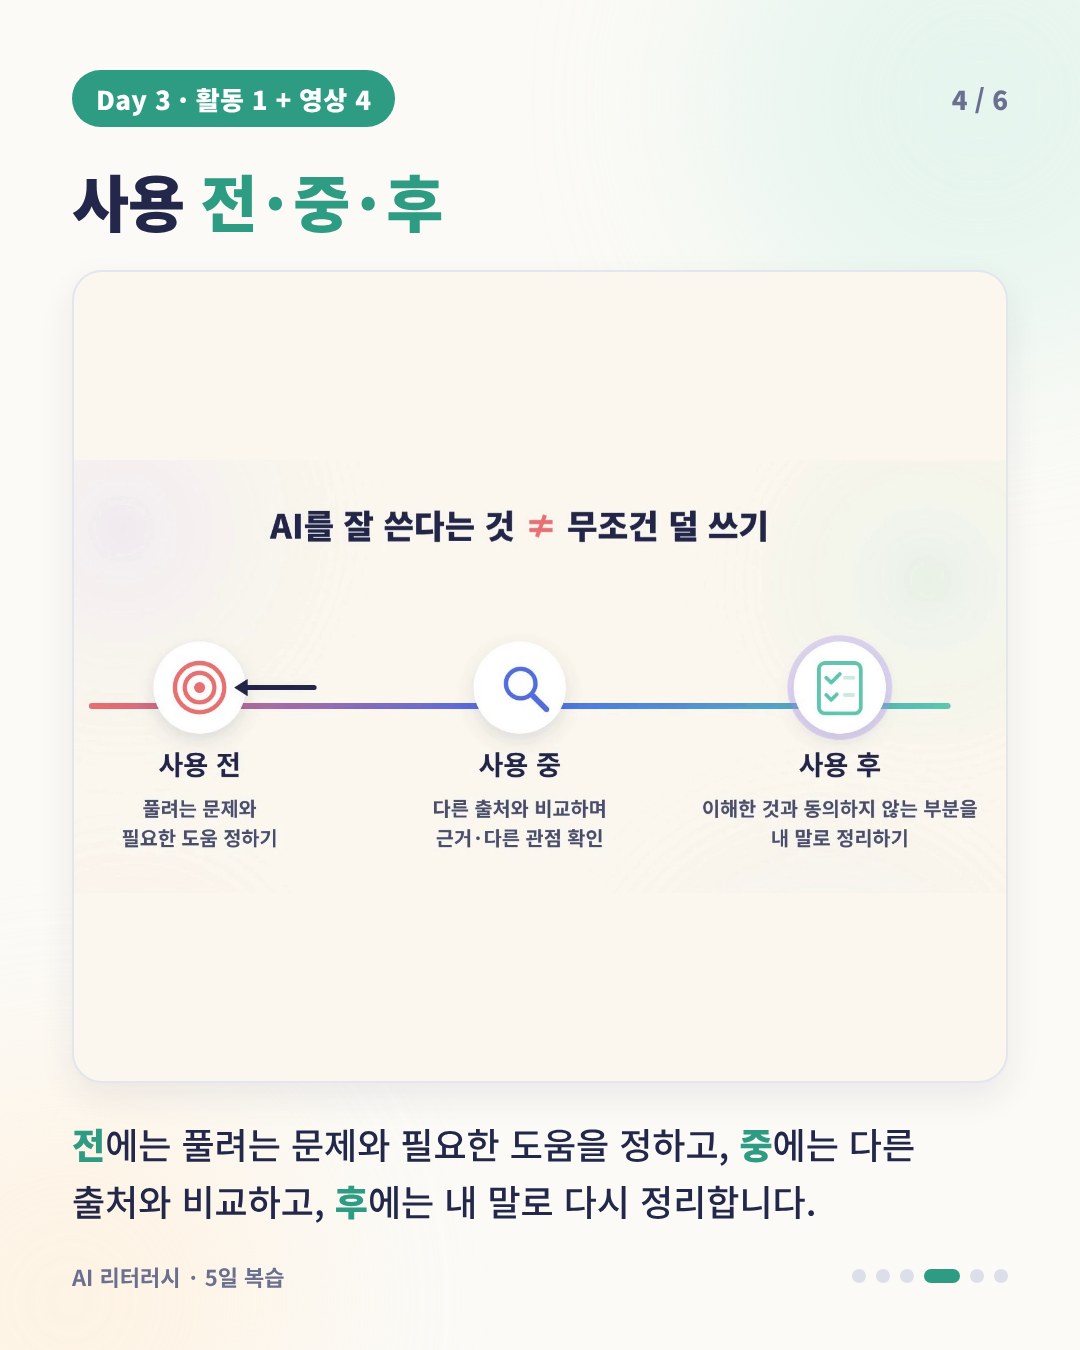 Day 3 · 활동 1 + 영상 4
4 / 6
사용 전·중·후
AI를 잘 쓴다는 것 ≠ 무조건 덜 쓰기
사용 전
풀려는 문제와
필요한 도움 정하기
사용 중
다른 출처와 비교하며
근거·다른 관점 확인
사용 후
이해한 것과 동의하지 않는 부분을
내 말로 정리하기
전에는 풀려는 문제와 필요한 도움을 정하고, 중에는 다른
출처와 비교하고, 후에는 내 말로 다시 정리합니다.
AI 리터러시 · 5일 복습